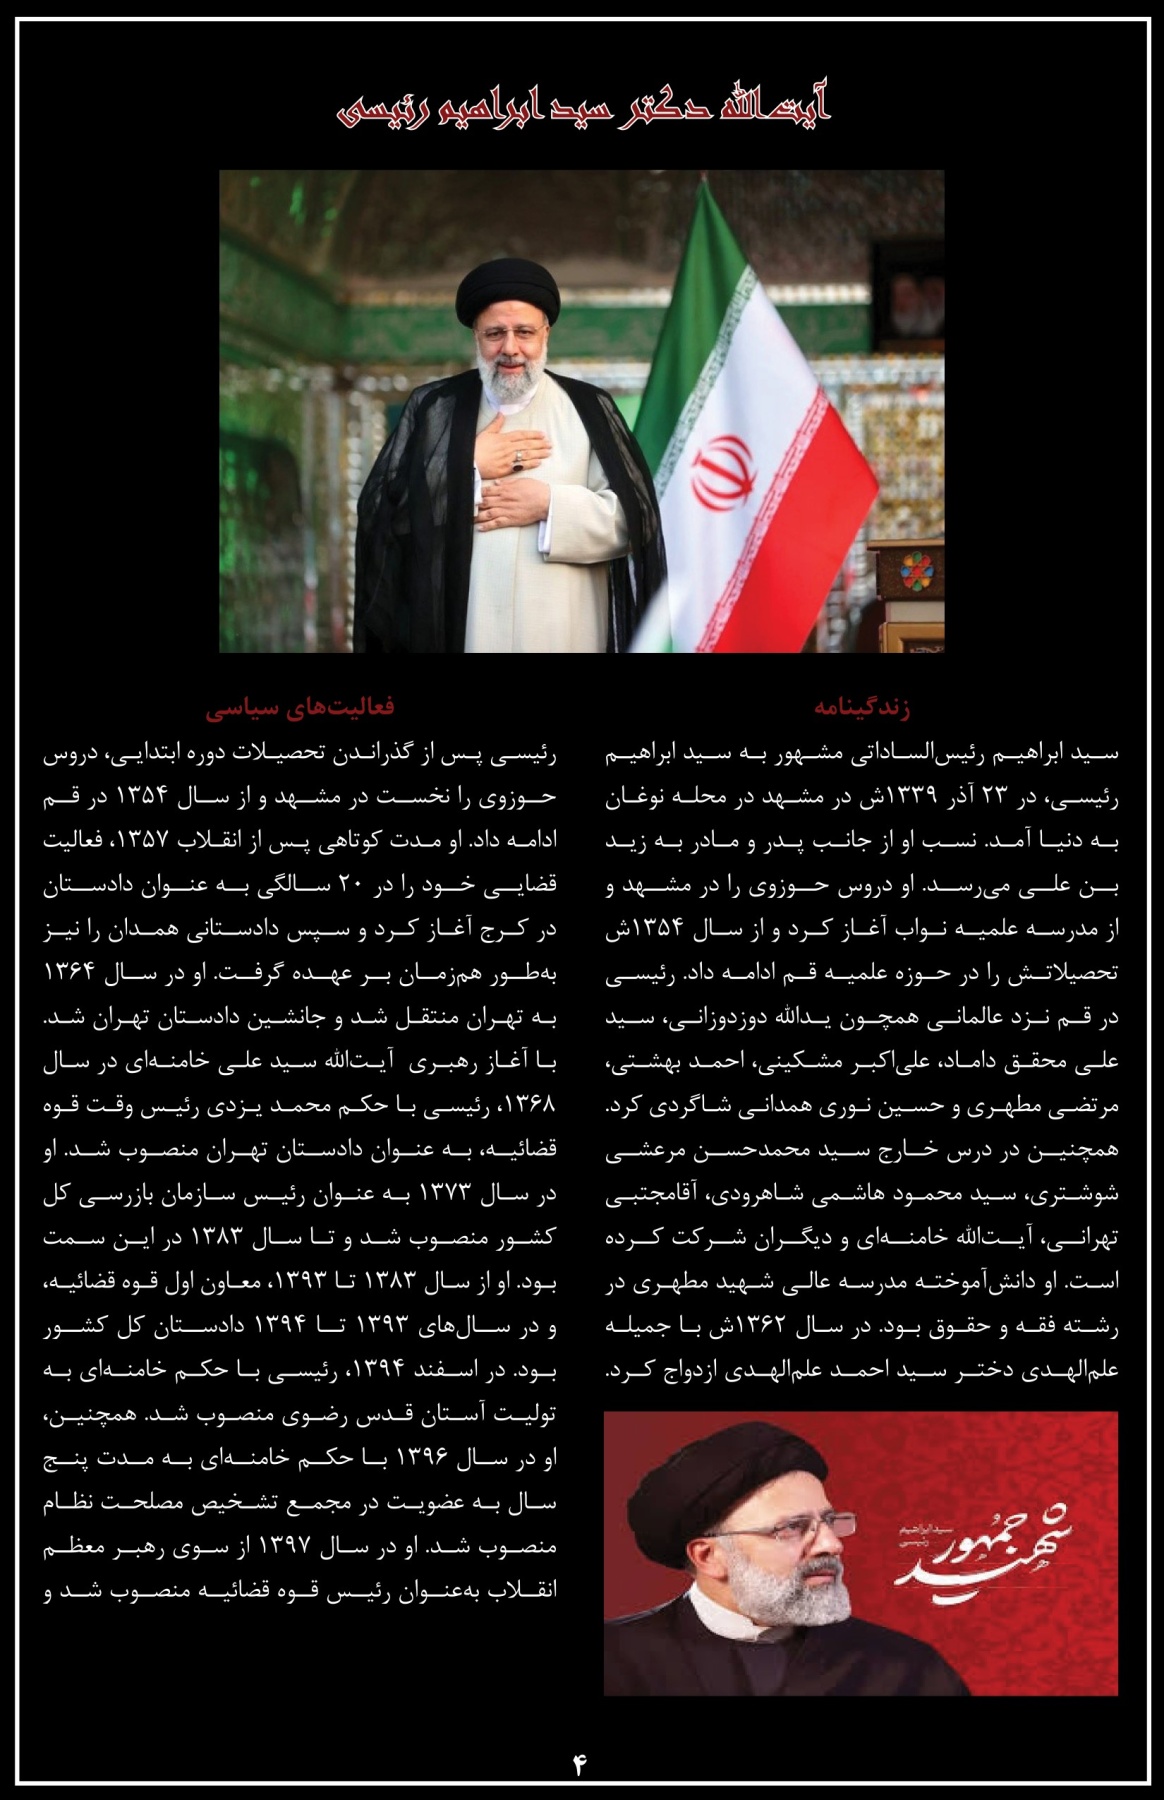 آیت‌الله دکتر سید ابراهیم رئیسی
زندگینامه
سید ابراهیم رئیس‌الساداتی مشهور به سید ابراهیم
رئیسی، در ۲۳ آذر ۱۳۳۹ش در مشهد در محله نوغان
به دنیا آمد. نسب او از جانب پدر و مادر به زید
بن علی می‌رسد. او دروس حوزوی را در مشهد و
از مدرسه علمیه نواب آغاز کرد و از سال ۱۳۵۴ش
تحصیلاتش را در حوزه علمیه قم ادامه داد. رئیسی
در قم نزد عالمانی همچون یدالله دوزدوزانی، سید
علی محقق داماد، علی‌اکبر مشکینی، احمد بهشتی،
مرتضی مطهری و حسین نوری همدانی شاگردی کرد.
همچنین در درس خارج سید محمدحسن مرعشی
شوشتری، سید محمود هاشمی شاهرودی، آقامجتبی
تهرانی، آیت‌الله خامنه‌ای و دیگران شرکت کرده
است. او دانش‌آموخته مدرسه عالی شهید مطهری در
رشته فقه و حقوق بود. در سال ۱۳۶۲ش با جمیله
علم‌الهدی دختر سید احمد علم‌الهدی ازدواج کرد.
شهید جمهور
سید ابراهیم
رئیسی
فعالیت‌های سیاسی
رئیسی پس از گذراندن تحصیلات دوره ابتدایی، دروس
حوزوی را نخست در مشهد و از سال ۱۳۵۴ در قم
ادامه داد. او مدت کوتاهی پس از انقلاب ۱۳۵۷، فعالیت
قضایی خود را در ۲۰ سالگی به عنوان دادستان
در کرج آغاز کرد و سپس دادستانی همدان را نیز
به‌طور هم‌زمان بر عهده گرفت. او در سال ۱۳۶۴
به تهران منتقل شد و جانشین دادستان تهران شد.
با آغاز رهبری آیت‌الله سید علی خامنه‌ای در سال
۱۳۶۸، رئیسی با حکم محمد یزدی رئیس وقت قوه
قضائیه، به عنوان دادستان تهران منصوب شد. او
در سال ۱۳۷۳ به عنوان رئیس سازمان بازرسی کل
کشور منصوب شد و تا سال ۱۳۸۳ در این سمت
بود. او از سال ۱۳۸۳ تا ۱۳۹۳، معاون اول قوه قضائیه،
و در سال‌های ۱۳۹۳ تا ۱۳۹۴ دادستان کل کشور
بود. در اسفند ۱۳۹۴، رئیسی با حکم خامنه‌ای به
تولیت آستان قدس رضوی منصوب شد. همچنین،
او در سال ۱۳۹۶ با حکم خامنه‌ای به مدت پنج
سال به عضویت در مجمع تشخیص مصلحت نظام
منصوب شد. او در سال ۱۳۹۷ از سوی رهبر معظم
انقلاب به‌عنوان رئیس قوه قضائیه منصوب شد و
۴